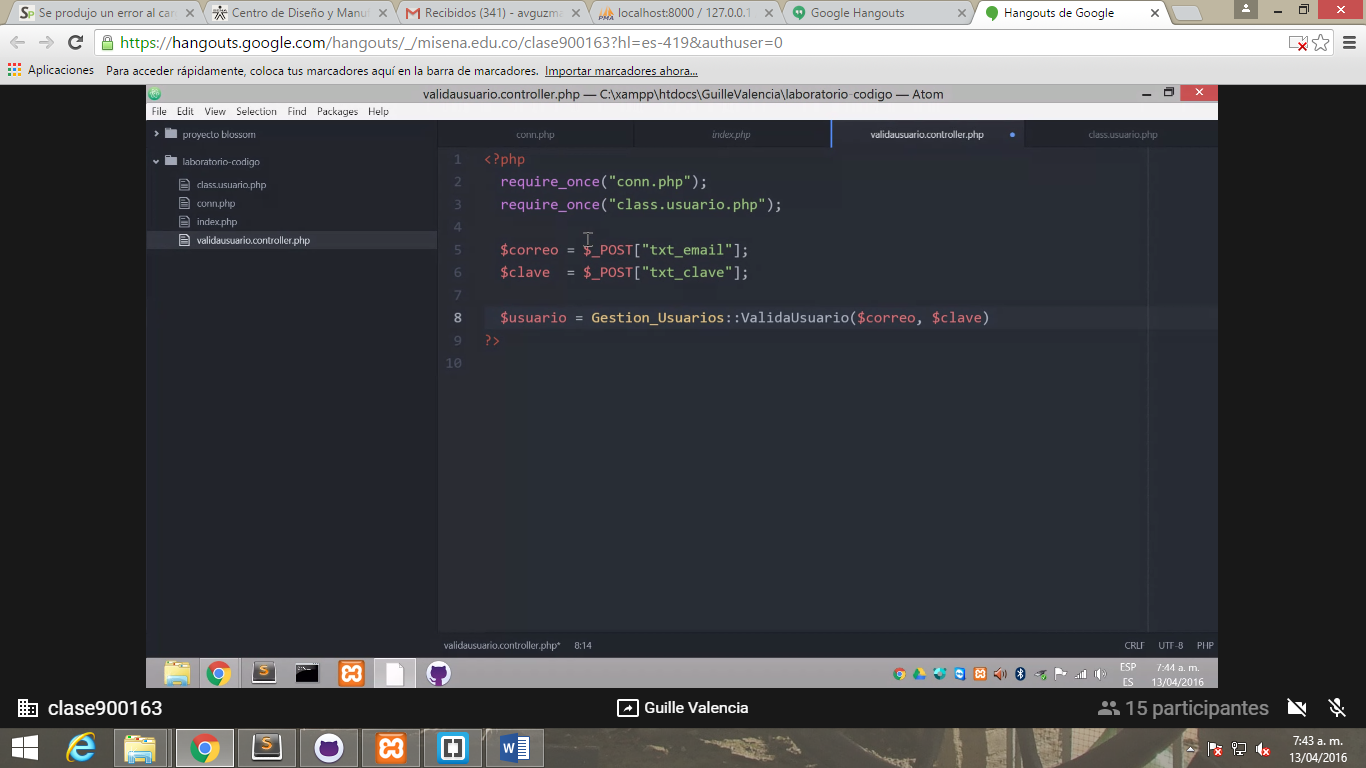 Se produjo un error al car
Centro de Diseño y Manu
Recibidos (341) - avguzma
localhost:8000 / 127.0.0.1
Google Hangouts
Hangouts de Google
https://hangouts.google.com/hangouts/_/misena.edu.co/clase900163?hl=es-419&authuser=0
Aplicaciones Para acceder rápidamente, coloca tus marcadores aquí en la barra de marcadores. Importar marcadores ahora...
validausuario.controller.php — C:\xampp\htdocs\GuilleValencia\laboratorio-codigo — Atom
File Edit View Selection Find Packages Help
proyecto blossom
laboratorio-codigo
class.usuario.php
conn.php
index.php
validausuario.controller.php
conn.php index.php validausuario.controller.php class.usuario.php
1 <?php
2 require_once("conn.php");
3 require_once("class.usuario.php");
4
5 $correo = $_POST["txt_email"];
6 $clave  = $_POST["txt_clave"];
7
8 $usuario = Gestion_Usuarios::ValidaUsuario($correo, $clave)
9 ?>
10
validausuario.controller.php* 8:14 CRLF UTF-8 PHP
ESP
ES
7:44 a. m.
13/04/2016
clase900163 Guille Valencia 15 participantes
7:43 a. m.
13/04/2016